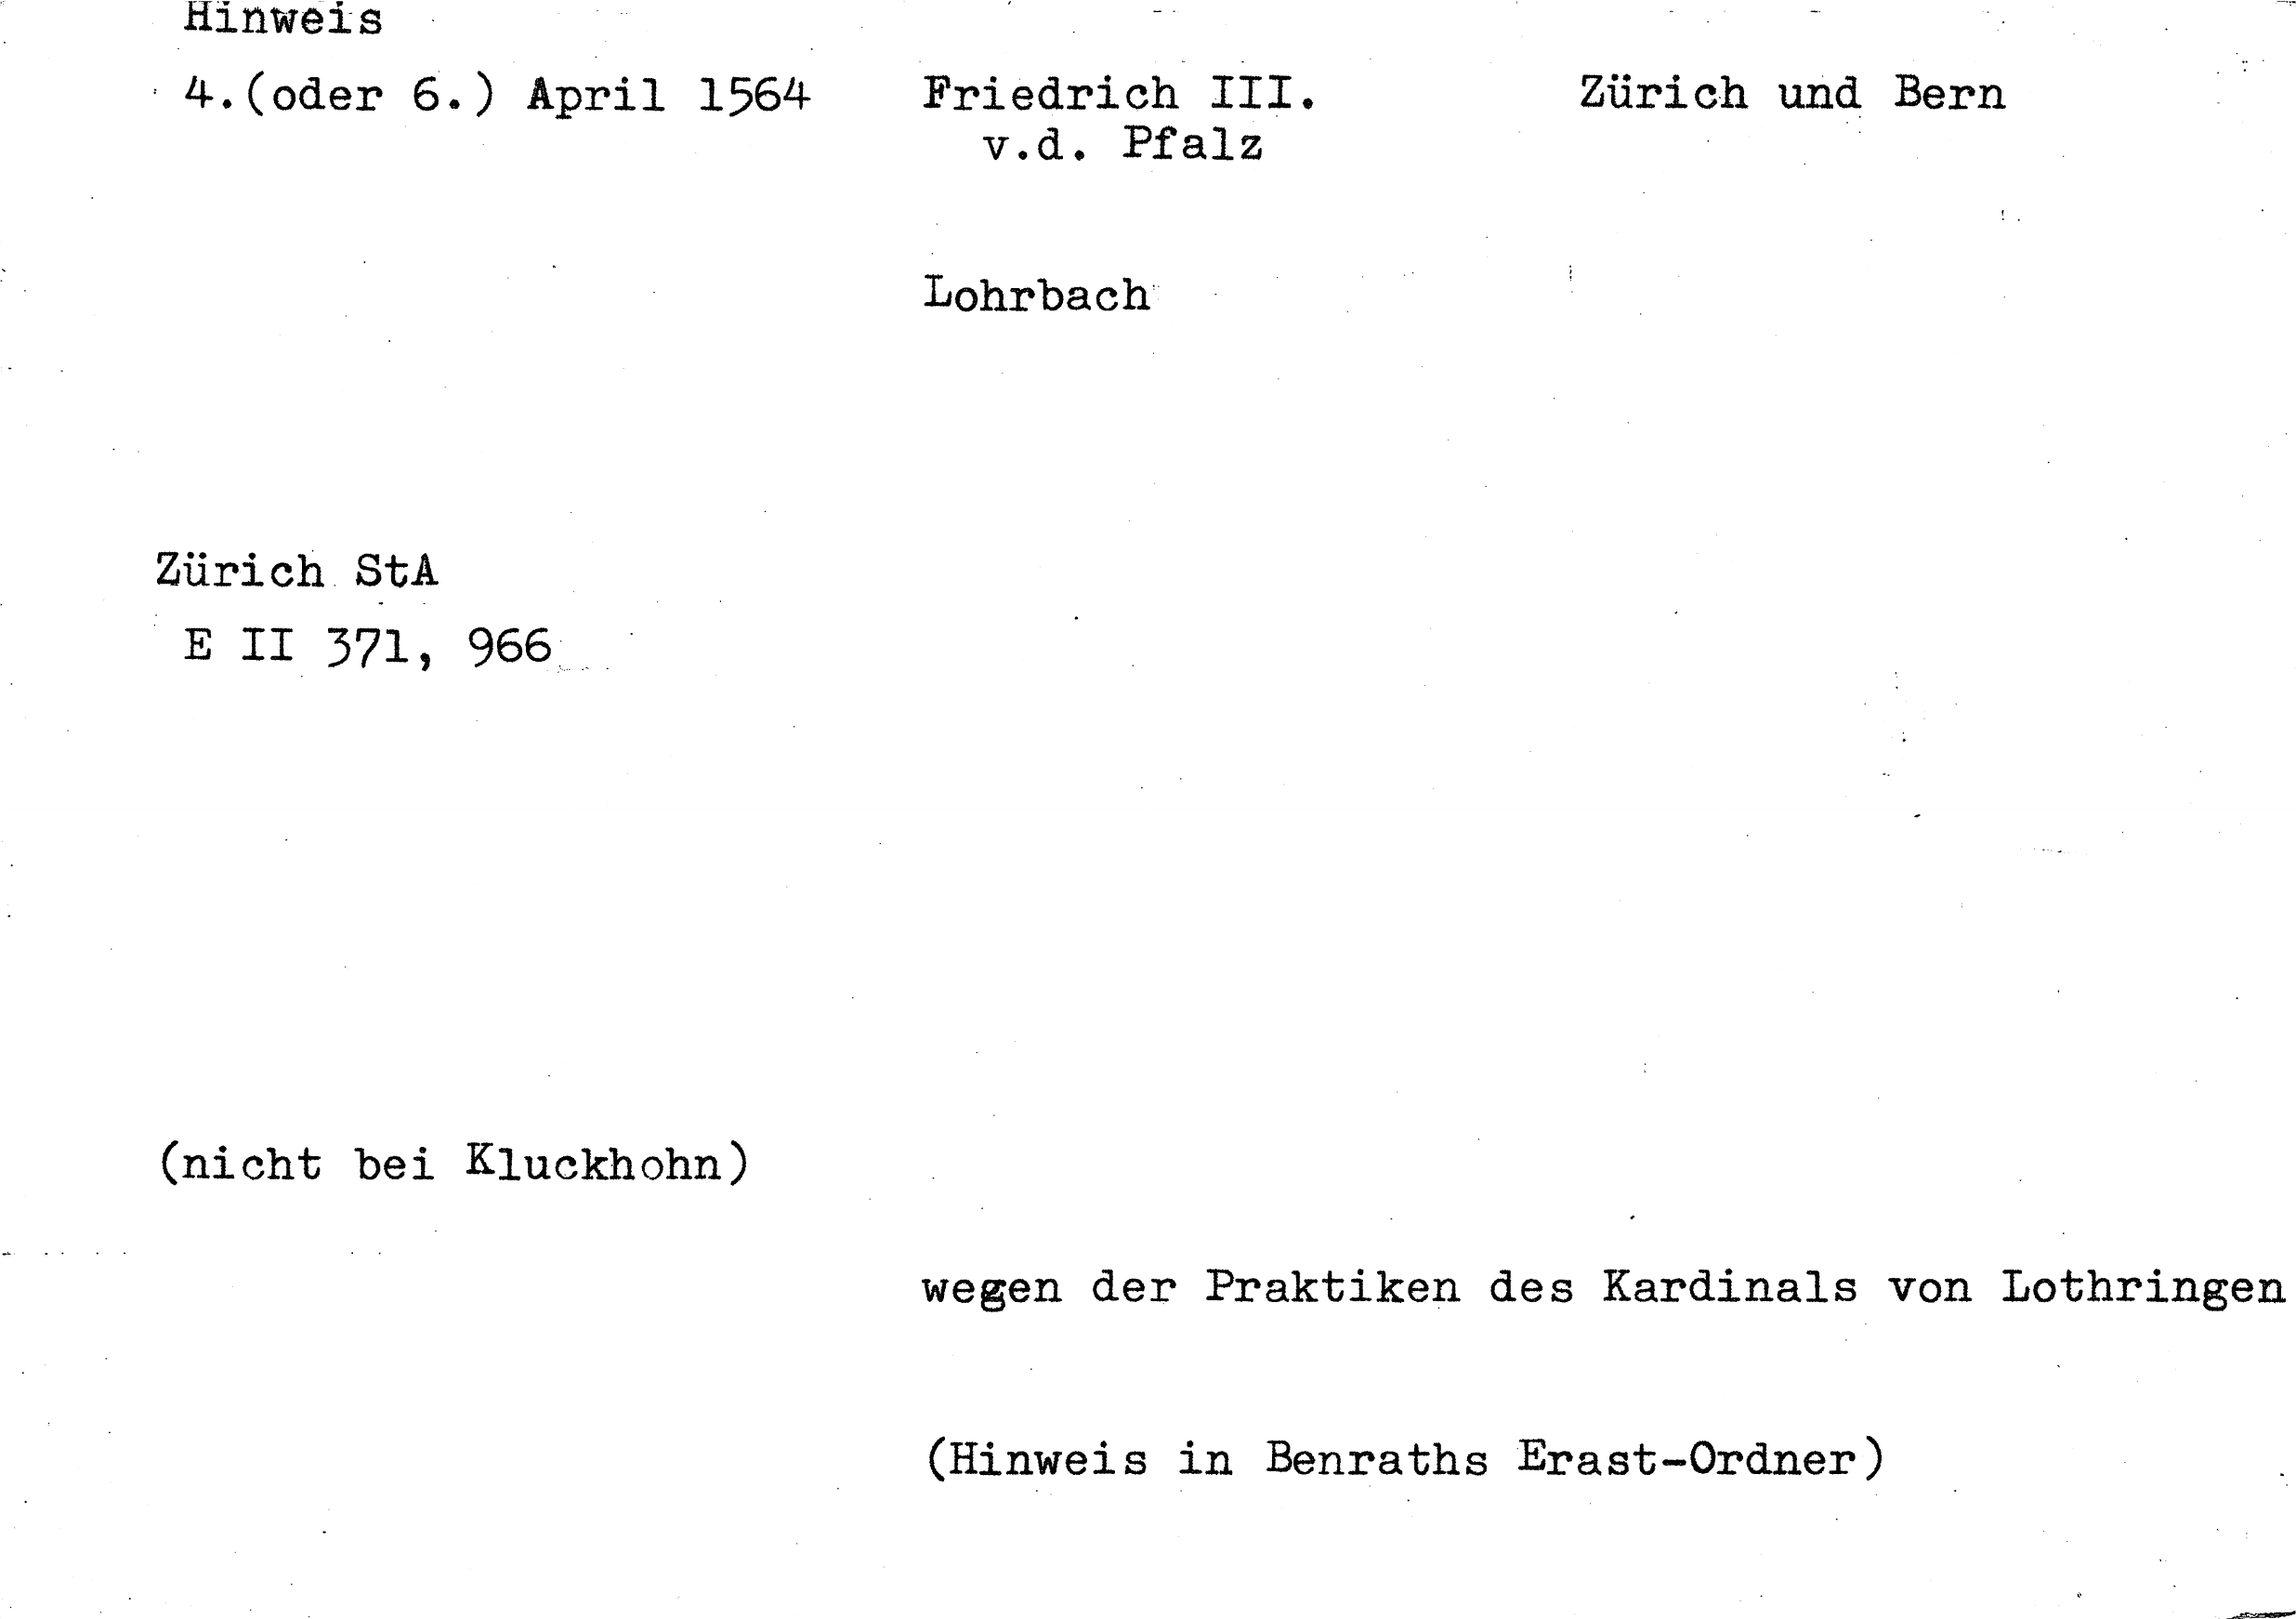 Hinweis
4.(oder 6.) April 1564 Friedrich III. Zürich und Bern
v.d. Pfalz
Lohrbach
Zürich StA
E II 371, 966
(nicht bei Kluckhohn)
wegen der Praktiken des Kardinals von Lothringen
(Hinweis in Benraths Erast-Ordner)